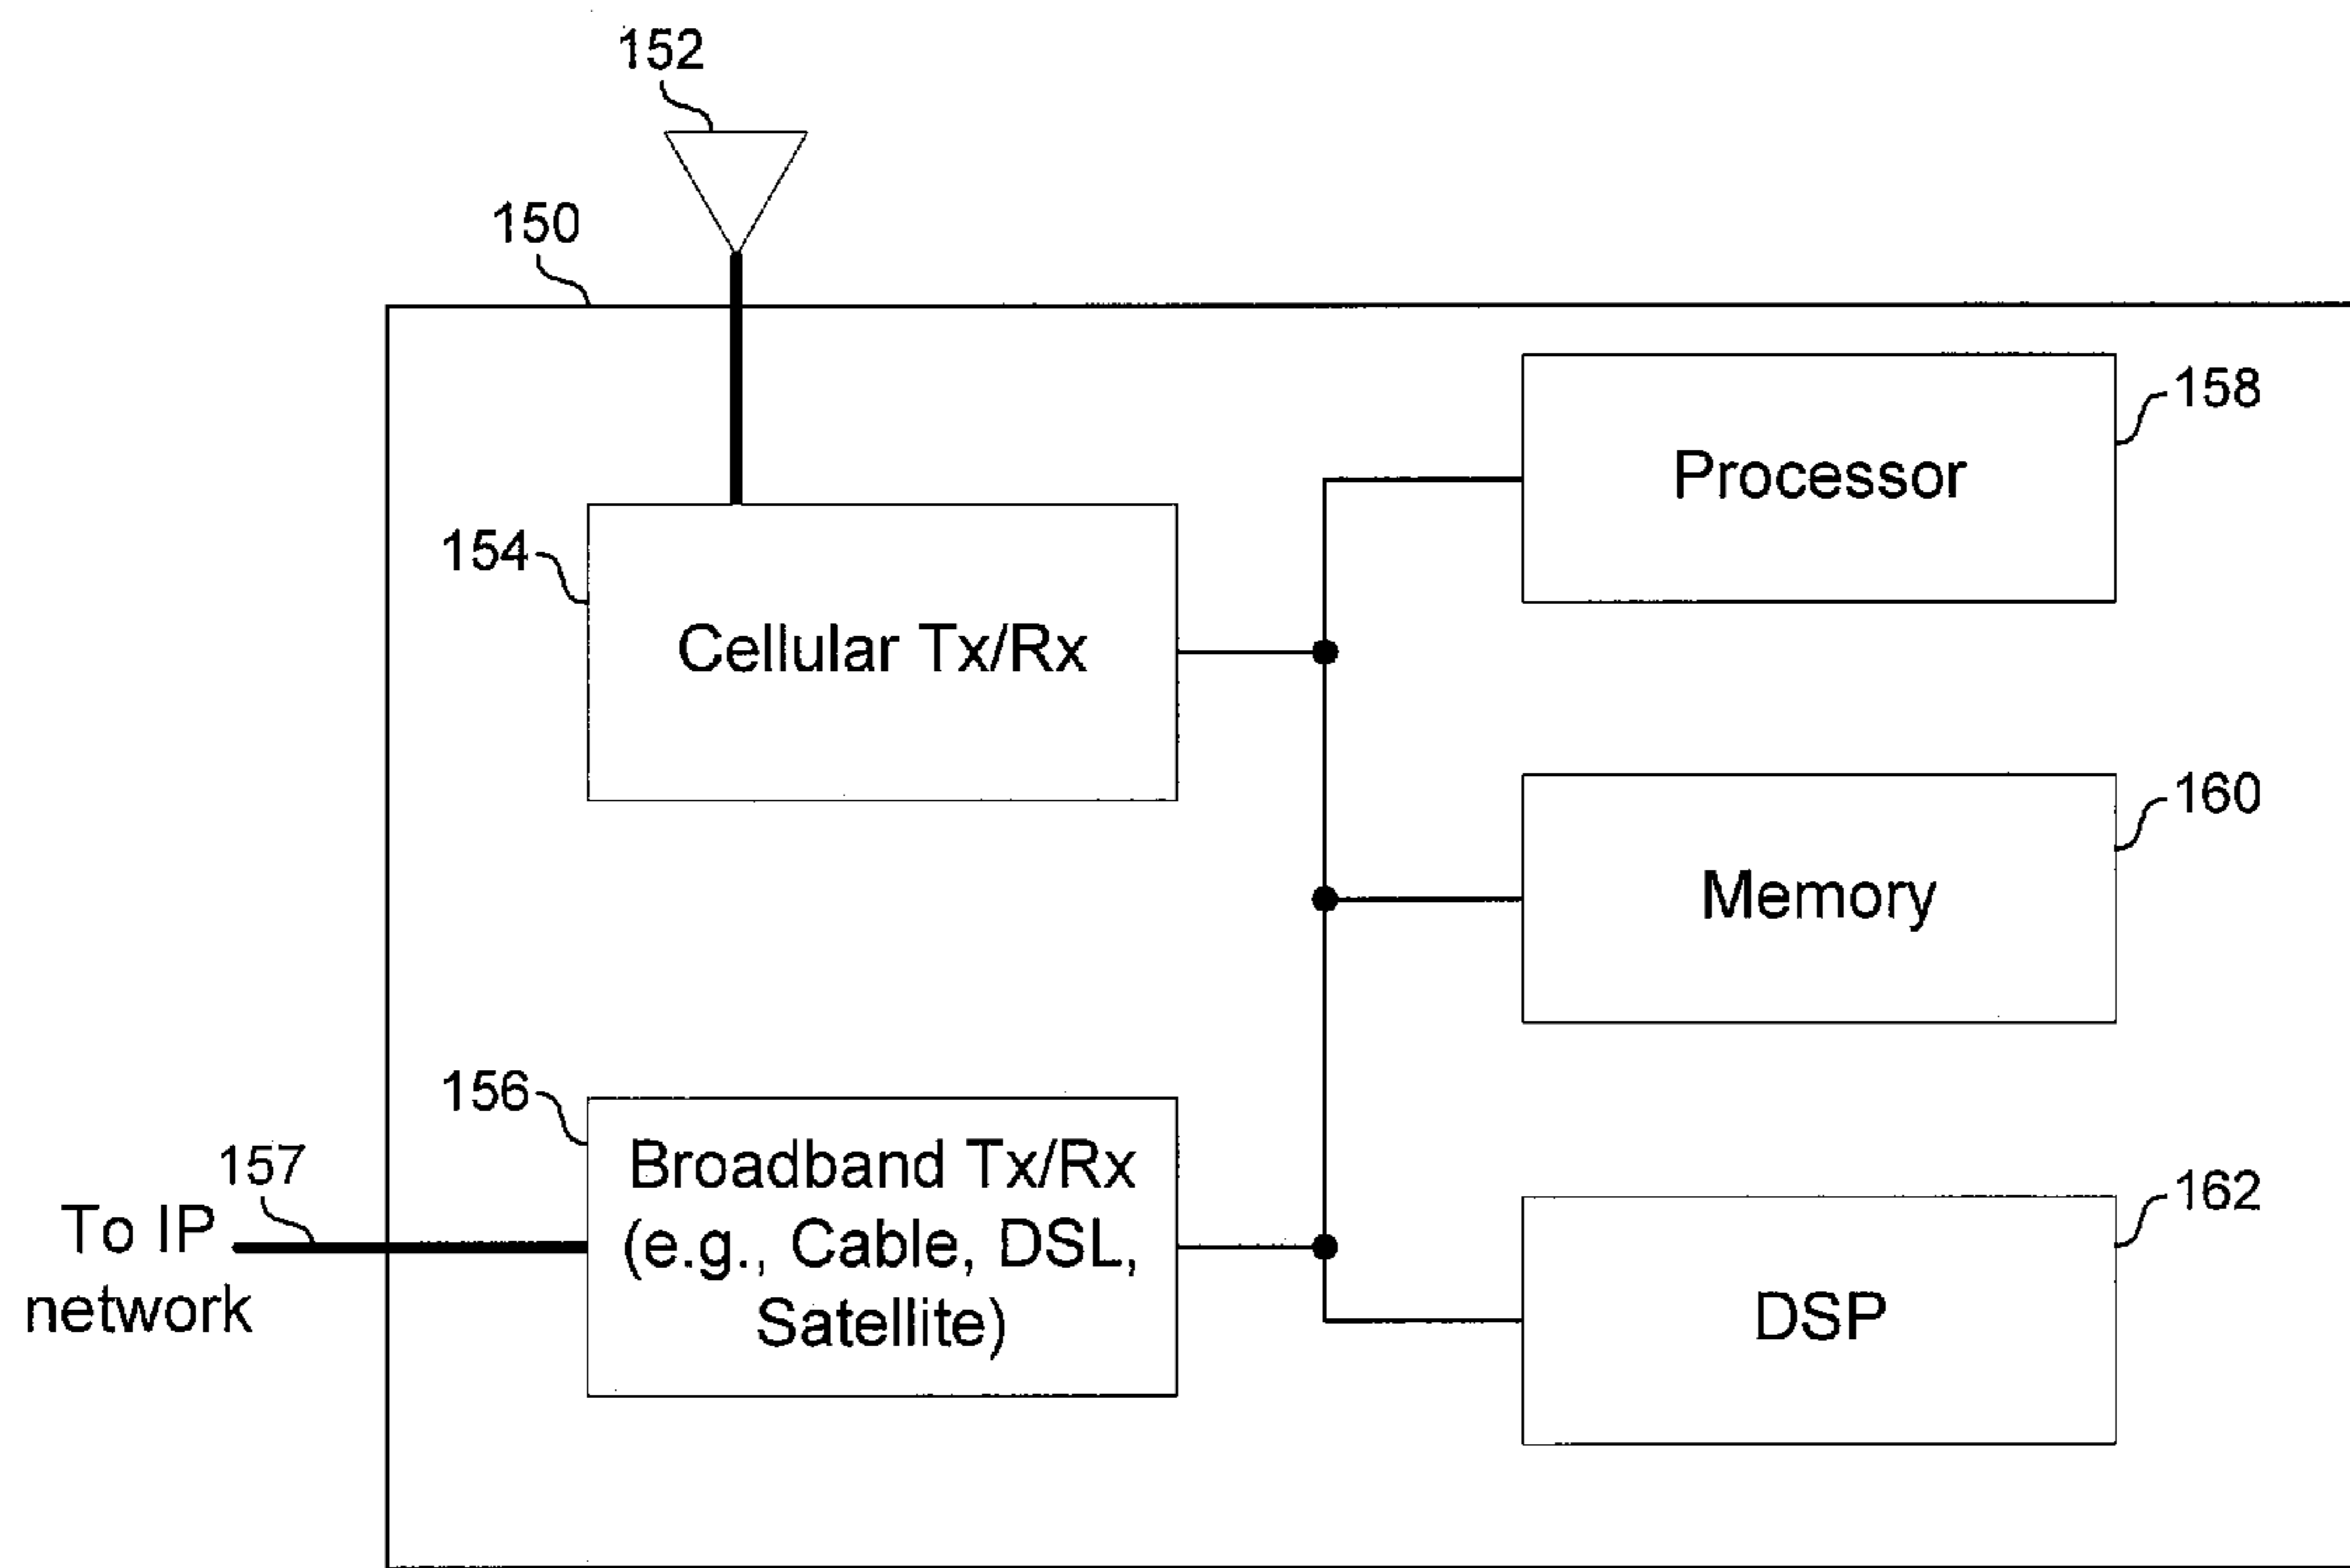 152
150
158
Processor
154
Cellular Tx/Rx
160
Memory
156
157
Broadband Tx/Rx
(e.g., Cable, DSL,
Satellite)
To IP
network
162
DSP